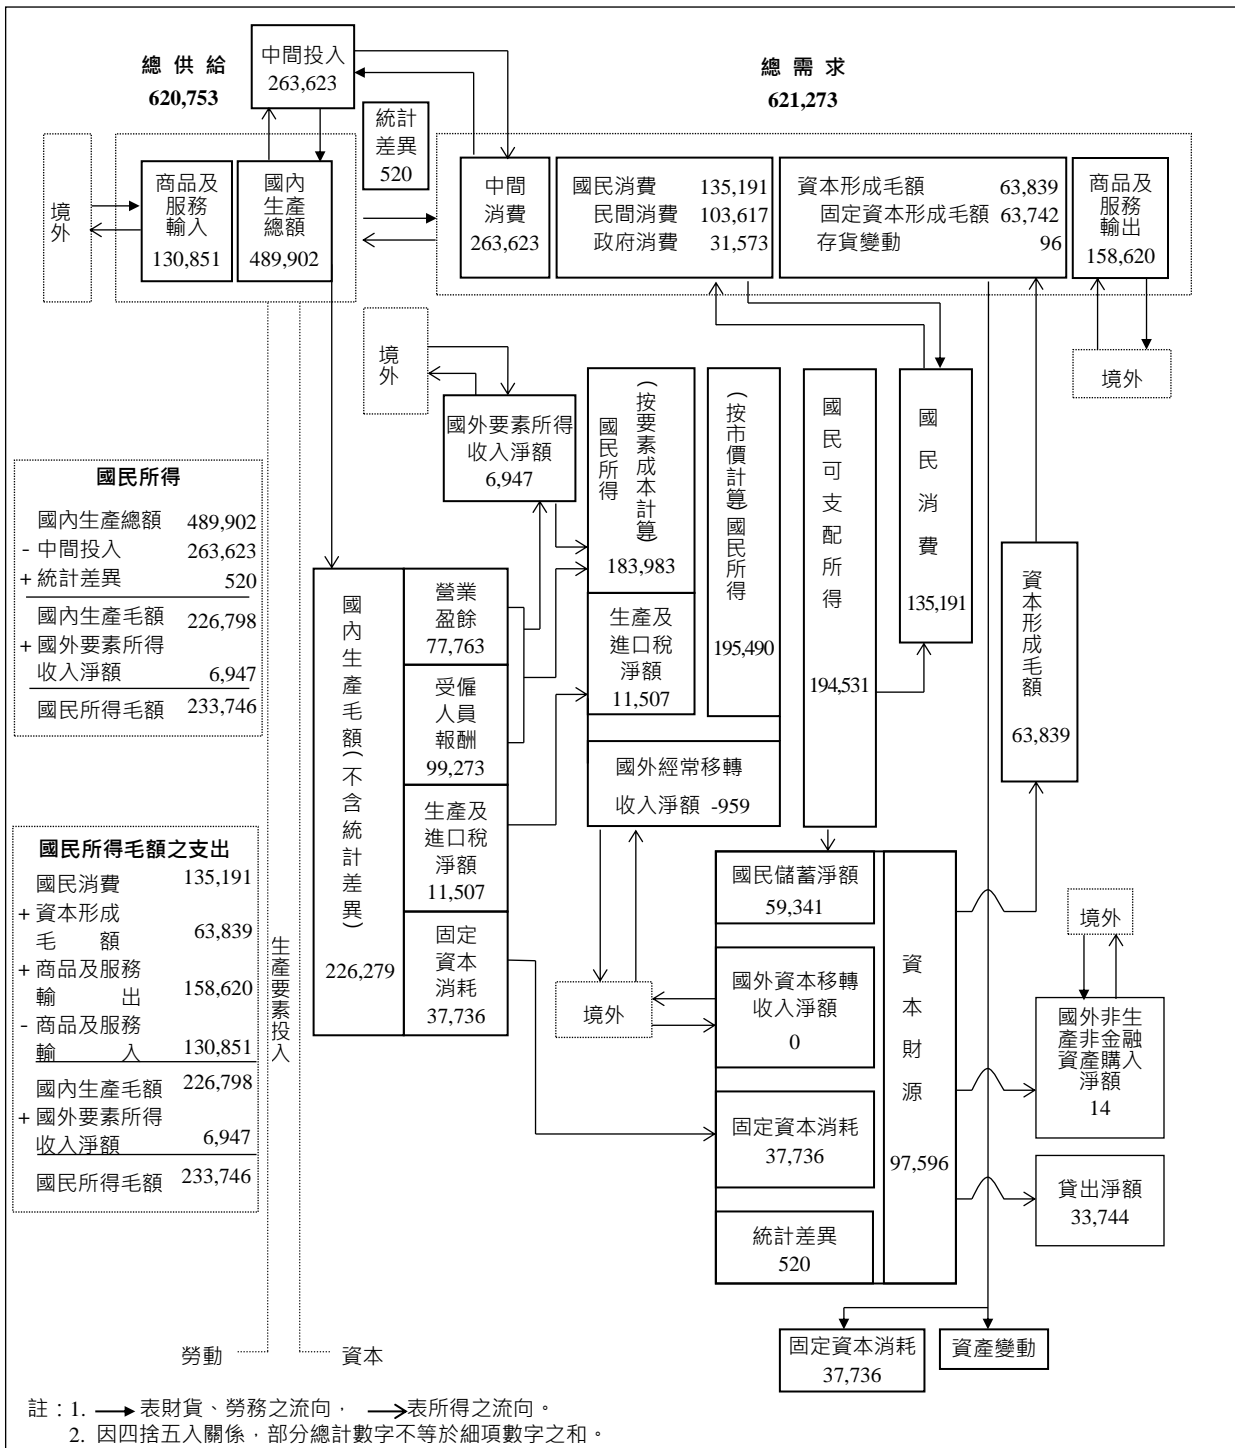 總供給
620,753
中間投入
263,623
總需求
621,273
統計
差異
520
境外
商品及
服務
輸入
130,851
國內
生產
總額
489,902
中間
消費
263,623
國民消費 135,191
民間消費 103,617
政府消費 31,573
資本形成毛額 63,839
固定資本形成毛額 63,742
存貨變動 96
商品及
服務
輸出
158,620
境外
境外
國外要素所得
收入淨額
6,947
國民所得
(按要素成本計算)
183,983
(按市價計算)國民所得
195,490
國民可支配所得
194,531
國民消費
135,191
資本形成毛額
63,839
國民所得
國內生產總額 489,902
- 中間投入 263,623
+ 統計差異 520
國內生產毛額 226,798
+ 國外要素所得
收入淨額 6,947
國民所得毛額 233,746
國內生產毛額(不含統計差異)
226,279
營業
盈餘
77,763
受僱
人員
報酬
99,273
生產及
進口稅
淨額
11,507
固定
資本
消耗
37,736
生產及
進口稅
淨額
11,507
國外經常移轉
收入淨額 -959
國民所得毛額之支出
國民消費 135,191
+ 資本形成
毛額 63,839
+ 商品及服務
輸出 158,620
- 商品及服務
輸入 130,851
國內生產毛額 226,798
+ 國外要素所得
收入淨額 6,947
國民所得毛額 233,746
生產要素投入
境外
國民儲蓄淨額
59,341
國外資本移轉
收入淨額
0
固定資本消耗
37,736
統計差異
520
資本財源
97,596
境外
國外非生
產非金融
資產購入
淨額
14
貸出淨額
33,744
固定資本消耗
37,736
資產變動
勞動
資本
註：1. → 表財貨、勞務之流向， → 表所得之流向。
2. 因四捨五入關係，部分總計數字不等於細項數字之和。